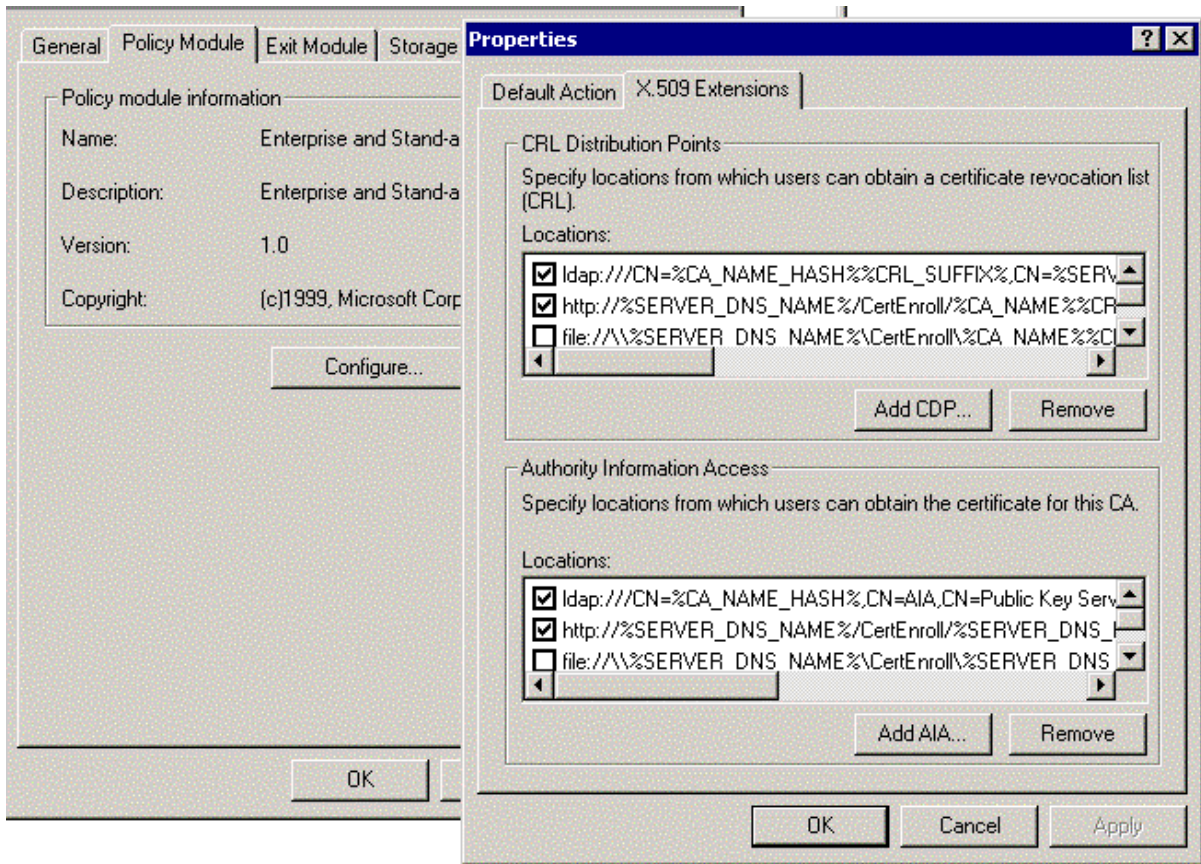 General
Policy Module
Exit Module
Storage
Policy module information
Name: Enterprise and Stand-a
Description: Enterprise and Stand-a
Version: 1.0
Copyright: (c)1999, Microsoft Corp
Configure...
OK
Properties
Default Action
X.509 Extensions
CRL Distribution Points
Specify locations from which users can obtain a certificate revocation list
(CRL).
Locations:
ldap:///CN=%CA_NAME_HASH%%CRL_SUFFIX%,CN=%SERV
http://%SERVER_DNS_NAME%/CertEnroll/%CA_NAME%%CR
file://\\%SERVER_DNS_NAME%\CertEnroll\%CA_NAME%%C
Add CDP...
Remove
Authority Information Access
Specify locations from which users can obtain the certificate for this CA.
Locations:
ldap:///CN=%CA_NAME_HASH%,CN=AIA,CN=Public Key Serv
http://%SERVER_DNS_NAME%/CertEnroll/%SERVER_DNS_
file://\\%SERVER_DNS_NAME%\CertEnroll\%SERVER_DNS
Add AIA...
Remove
OK
Cancel
Apply